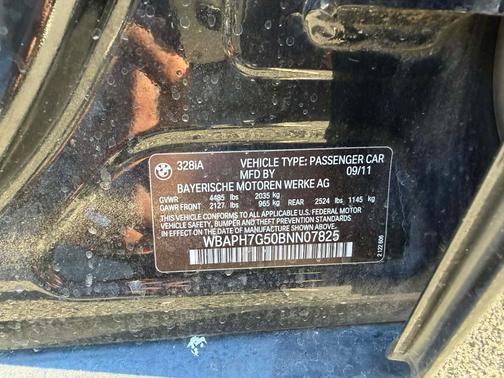 BMW 328iA VEHICLE TYPE: PASSENGER CAR
MFD BY 09/11
BAYERISCHE MOTOREN WERKE AG
GVWR 4485 lbs 2035 kg
GAWR FRONT 2127 lbs 965 kg REAR 2524 lbs 1145 kg
THIS CAR CONFORMS TO ALL APPLICABLE U.S. FEDERAL MOTOR
VEHICLE SAFETY, BUMPER AND THEFT PREVENTION STANDARDS
IN EFFECT ON THE DATE OF MANUFACTURE SHOWN ABOVE.
WBAPH7G50BNN07825